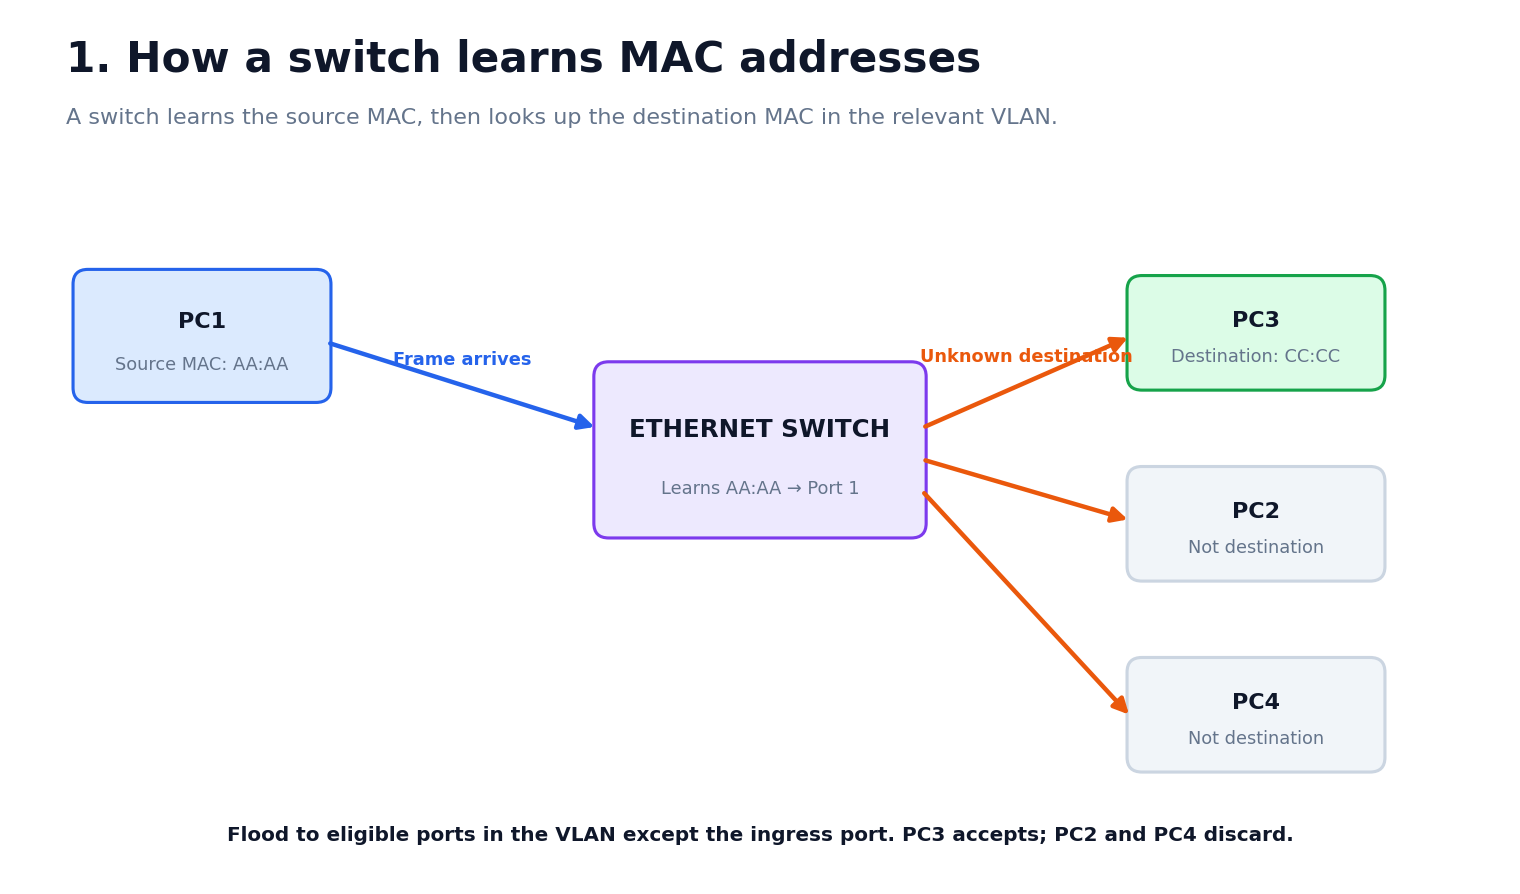 1. How a switch learns MAC addresses
A switch learns the source MAC, then looks up the destination MAC in the relevant VLAN.
PC1
Source MAC: AA:AA
Frame arrives
ETHERNET SWITCH
Learns AA:AA → Port 1
Unknown destination
PC3
Destination: CC:CC
PC2
Not destination
PC4
Not destination
Flood to eligible ports in the VLAN except the ingress port. PC3 accepts; PC2 and PC4 discard.